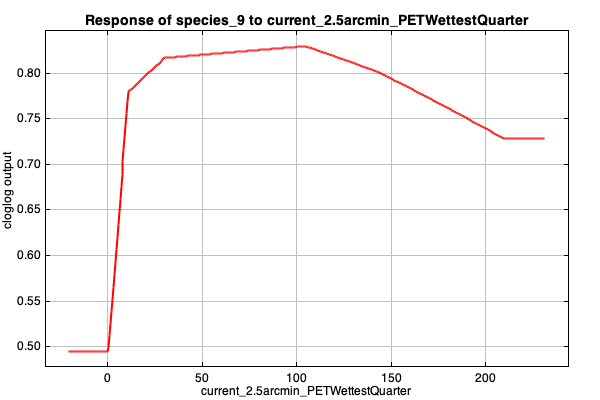 Response of species_9 to current_2.5arcmin_PETWettestQuarter
cloglog output
0.80
0.75
0.70
0.65
0.60
0.55
0.50
0 50 100 150 200
current_2.5arcmin_PETWettestQuarter